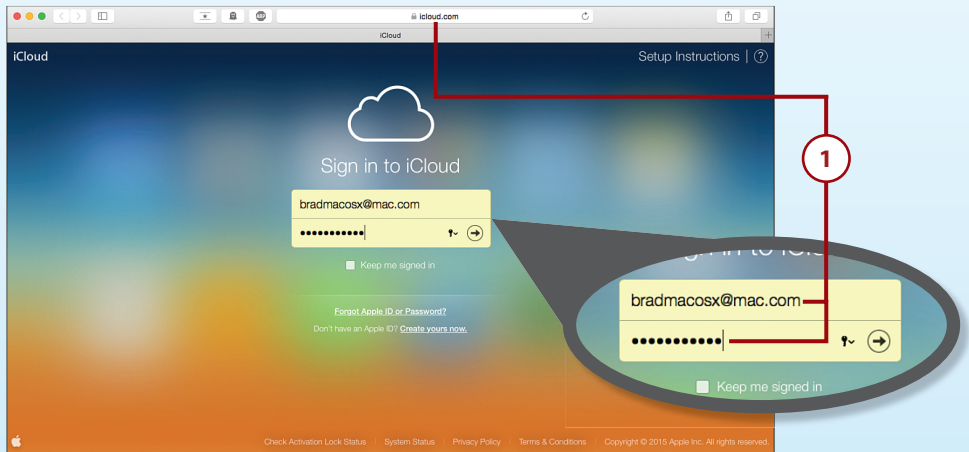 icloud.com
iCloud
iCloud
Setup Instructions | ?
Sign in to iCloud
bradmacosx@mac.com
•••••••••••
Keep me signed in
Forgot Apple ID or Password?
Don't have an Apple ID? Create yours now.
Check Activation Lock Status | System Status | Privacy Policy | Terms & Conditions | Copyright © 2015 Apple Inc. All rights reserved.
1
bradmacosx@mac.com
•••••••••••
Keep me signed in